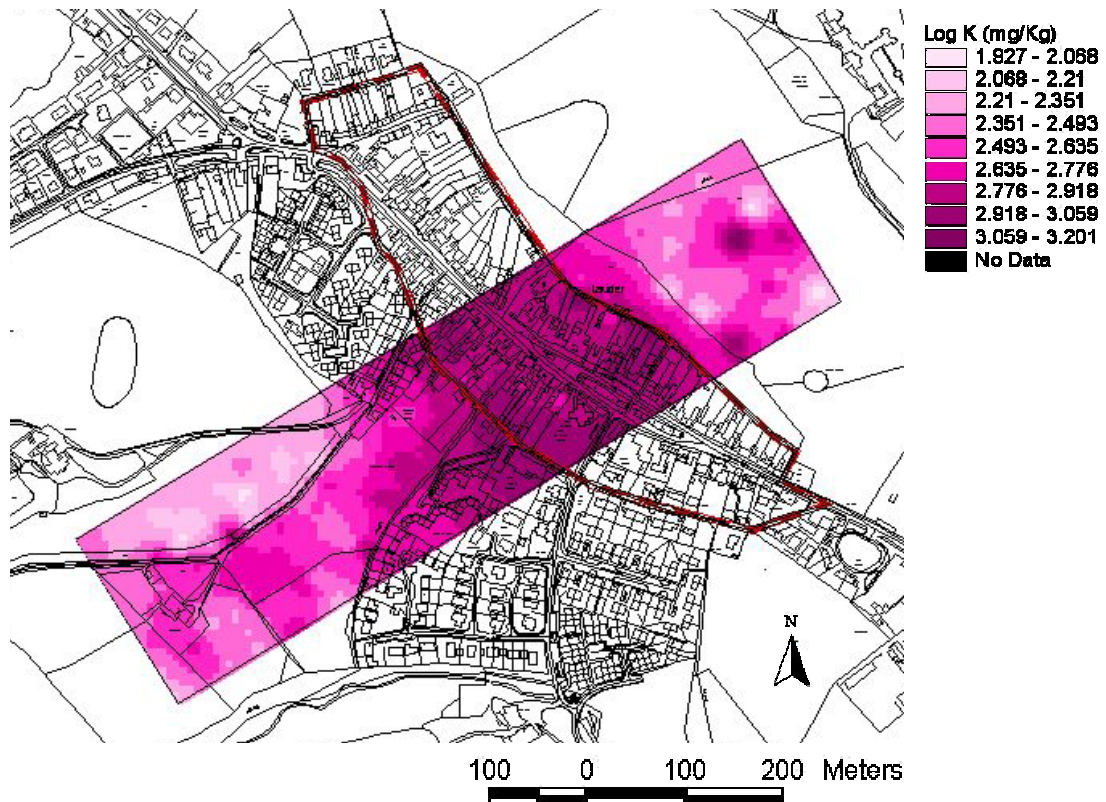 Log K (mg/Kg)
1.927 - 2.068
2.068 - 2.21
2.21 - 2.351
2.351 - 2.493
2.493 - 2.635
2.635 - 2.776
2.776 - 2.918
2.918 - 3.059
3.059 - 3.201
No Data
Lauder
N
100 0 100 200 Meters